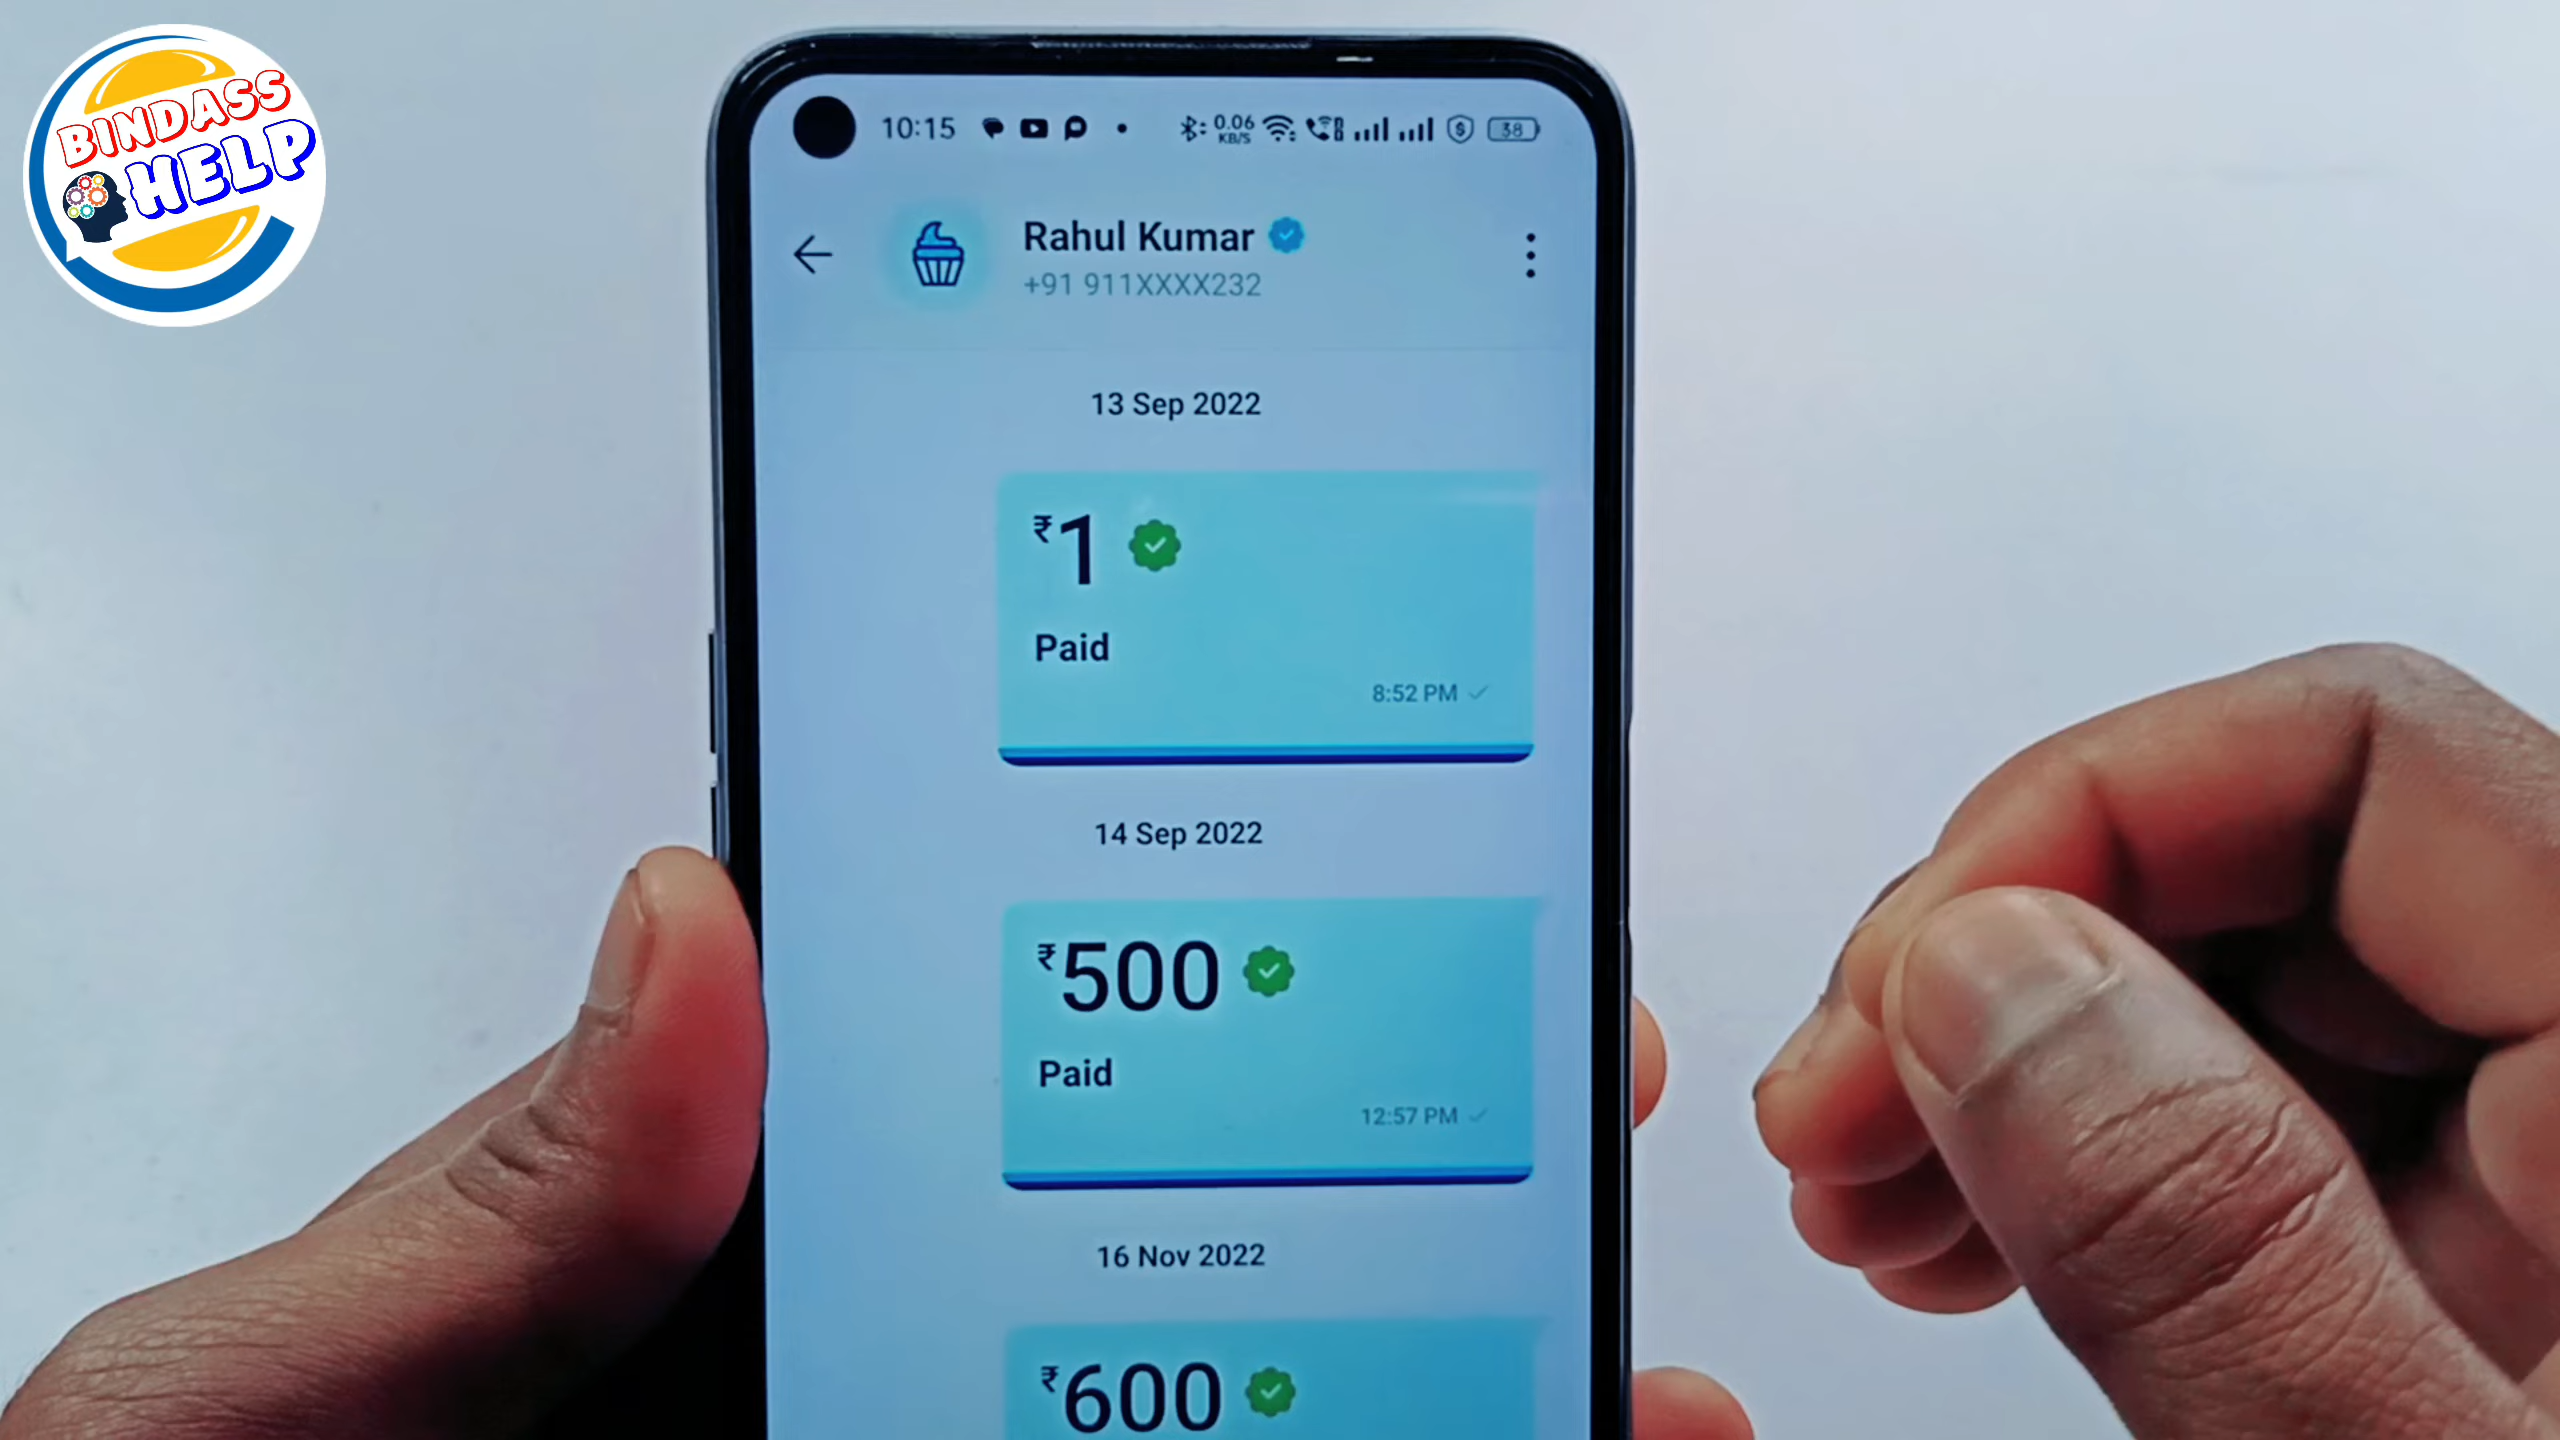 BINDASS
HELP
10:15
0.06
KB/S
38
Rahul Kumar
+91 911XXXX232
13 Sep 2022
₹1
Paid
8:52 PM
14 Sep 2022
₹500
Paid
12:57 PM
16 Nov 2022
₹600